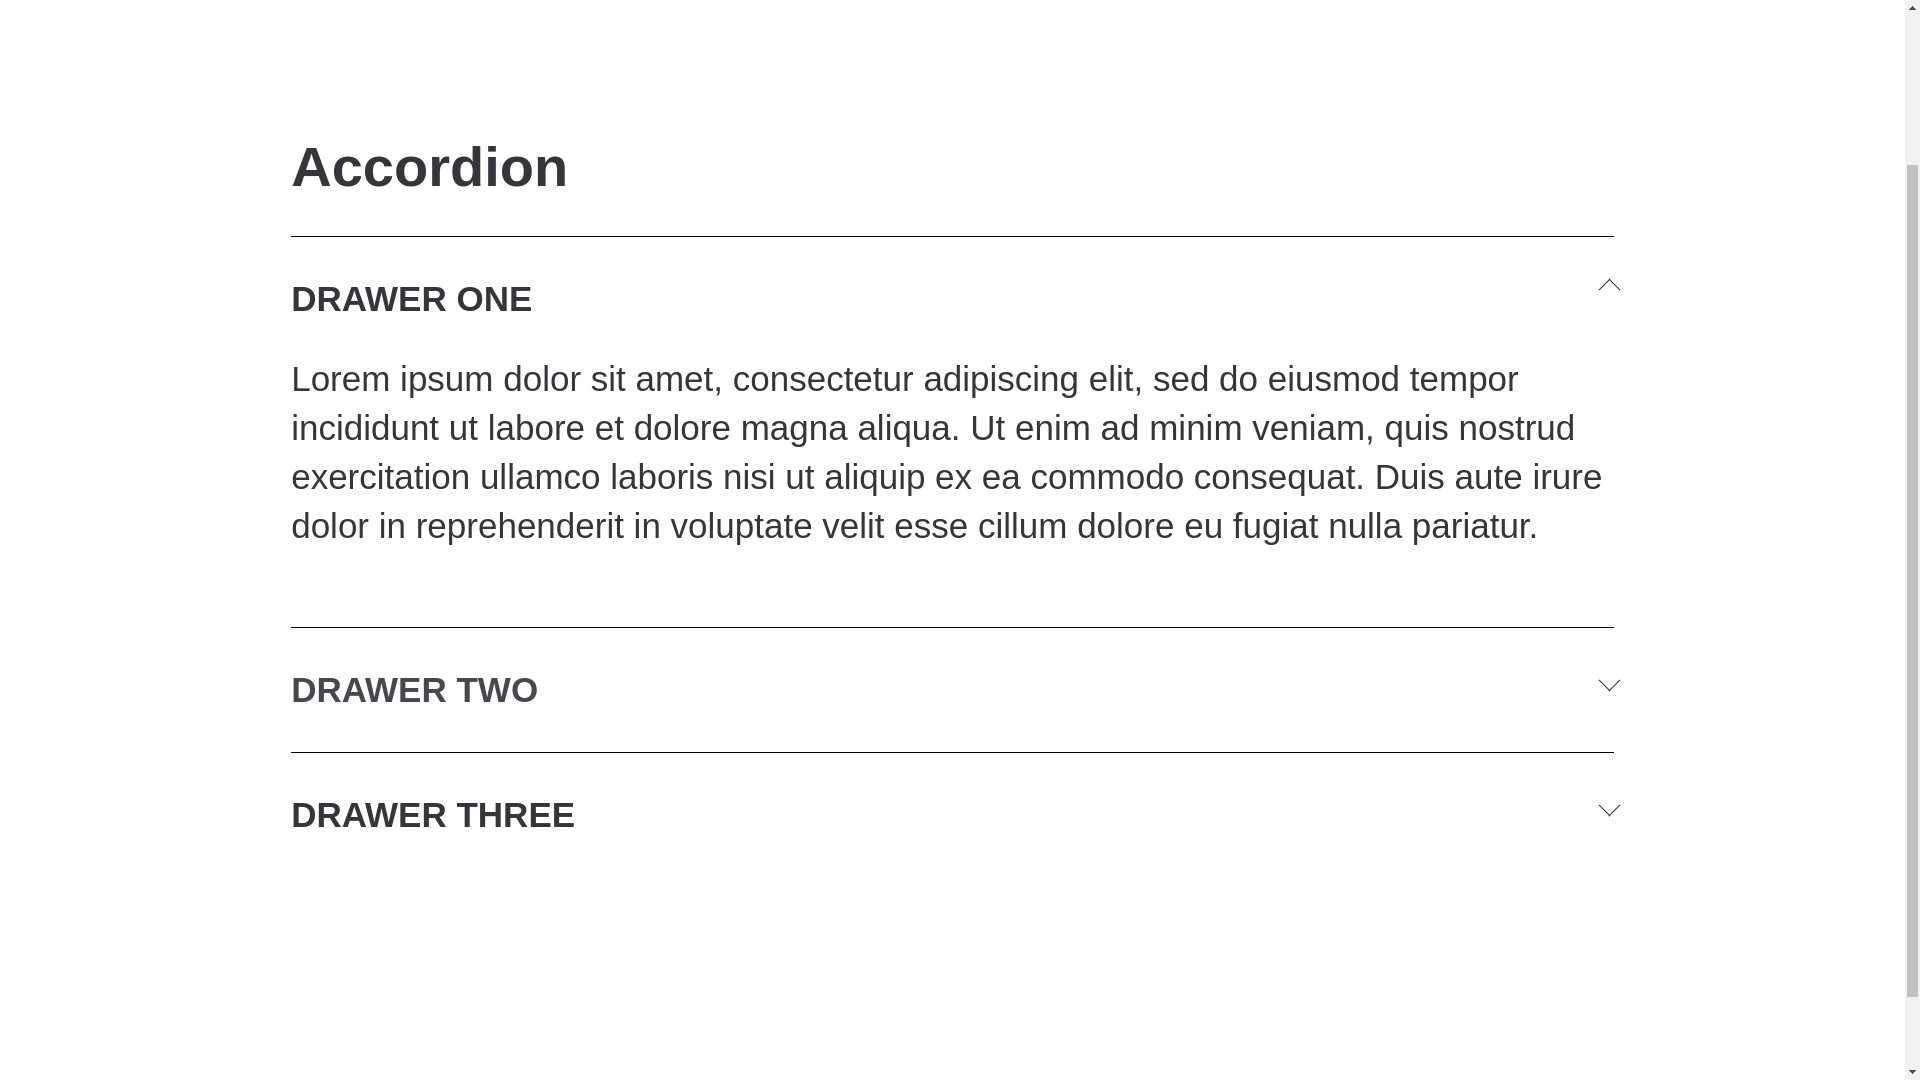 Accordion
DRAWER ONE
Lorem ipsum dolor sit amet, consectetur adipiscing elit, sed do eiusmod tempor
incididunt ut labore et dolore magna aliqua. Ut enim ad minim veniam, quis nostrud
exercitation ullamco laboris nisi ut aliquip ex ea commodo consequat. Duis aute irure
dolor in reprehenderit in voluptate velit esse cillum dolore eu fugiat nulla pariatur.
DRAWER TWO
DRAWER THREE